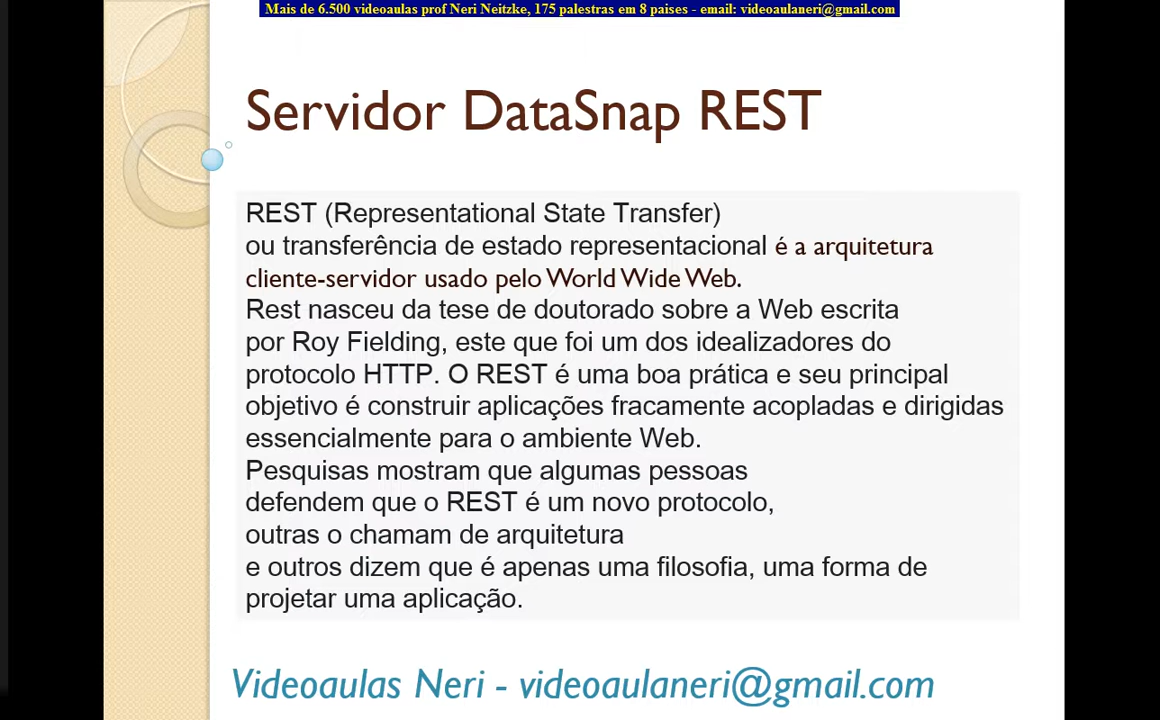 Mais de 6.500 videoaulas prof Neri Neitzke, 175 palestras em 8 paises - email: videoaulaneri@gmail.com
Servidor DataSnap REST
REST (Representational State Transfer)
ou transferência de estado representacional é a arquitetura
cliente-servidor usado pelo World Wide Web.
Rest nasceu da tese de doutorado sobre a Web escrita
por Roy Fielding, este que foi um dos idealizadores do
protocolo HTTP. O REST é uma boa prática e seu principal
objetivo é construir aplicações fracamente acopladas e dirigidas
essencialmente para o ambiente Web.
Pesquisas mostram que algumas pessoas
defendem que o REST é um novo protocolo,
outras o chamam de arquitetura
e outros dizem que é apenas uma filosofia, uma forma de
projetar uma aplicação.
Videoaulas Neri - videoaulaneri@gmail.com